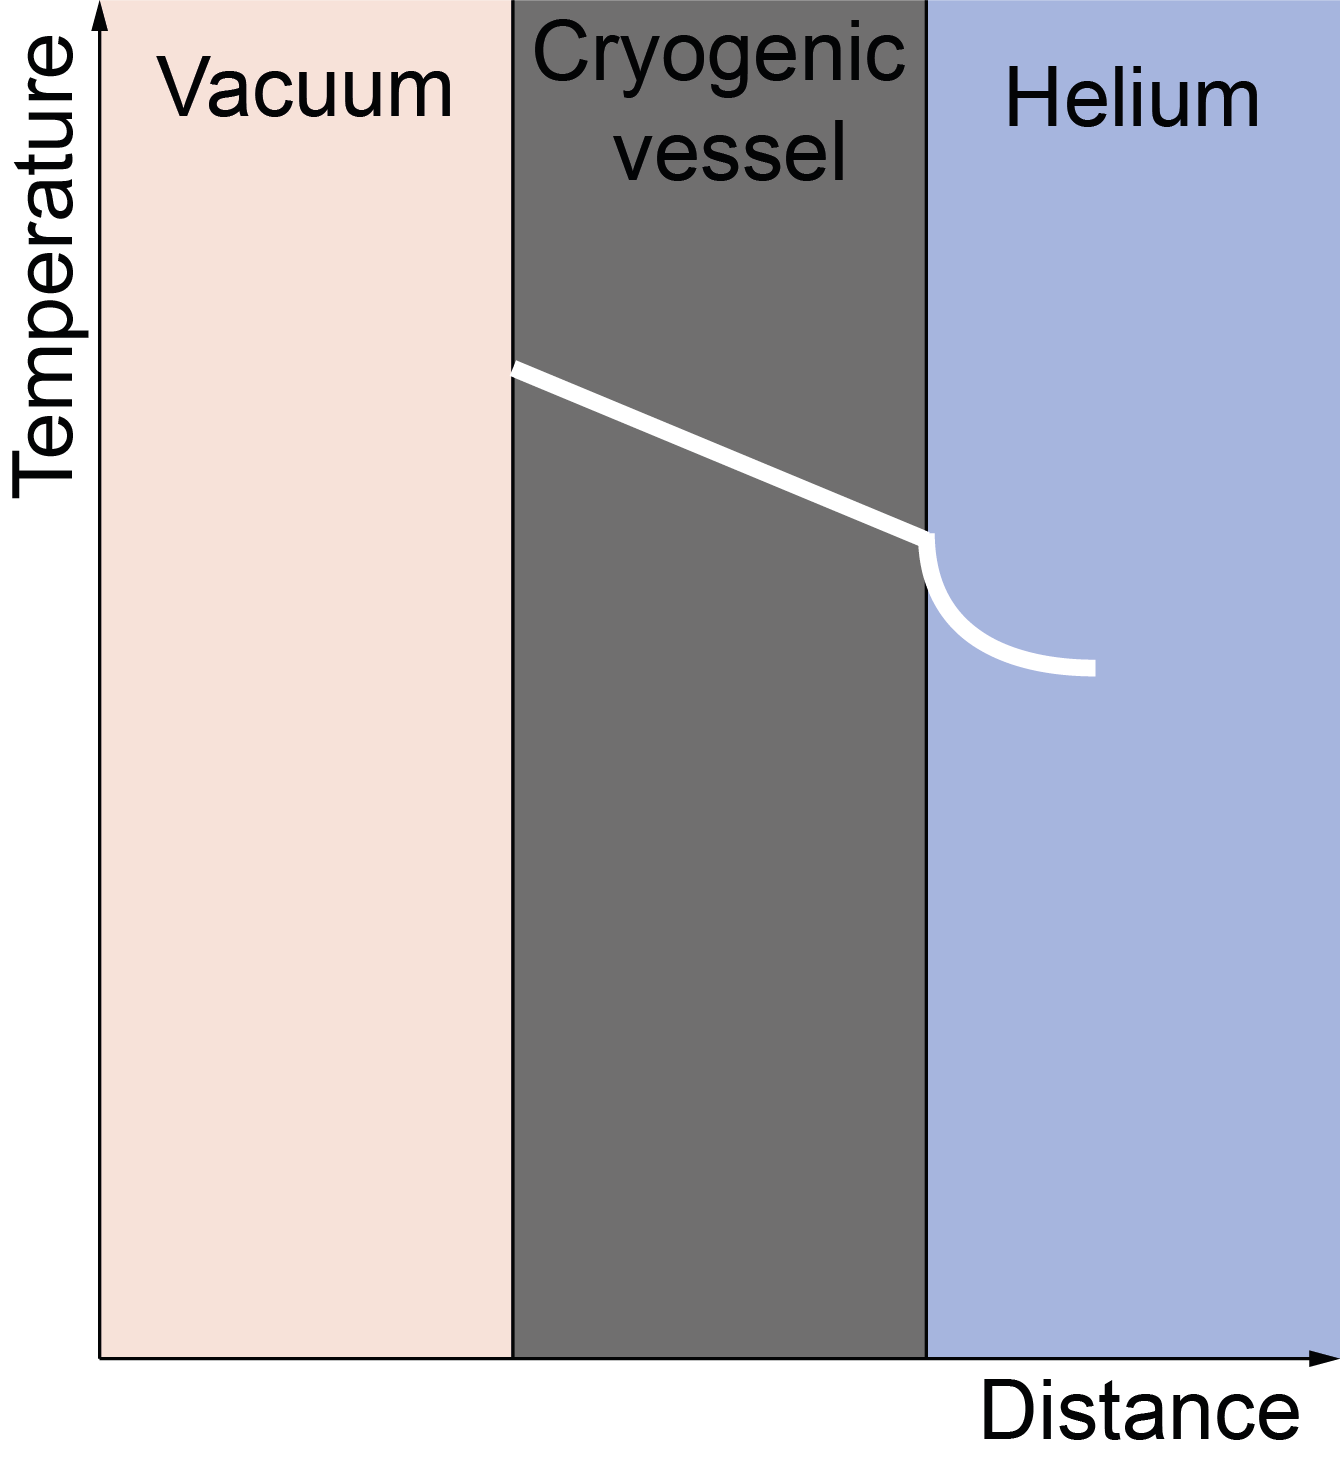 Temperature
Vacuum
Cryogenic
vessel
Helium
Distance